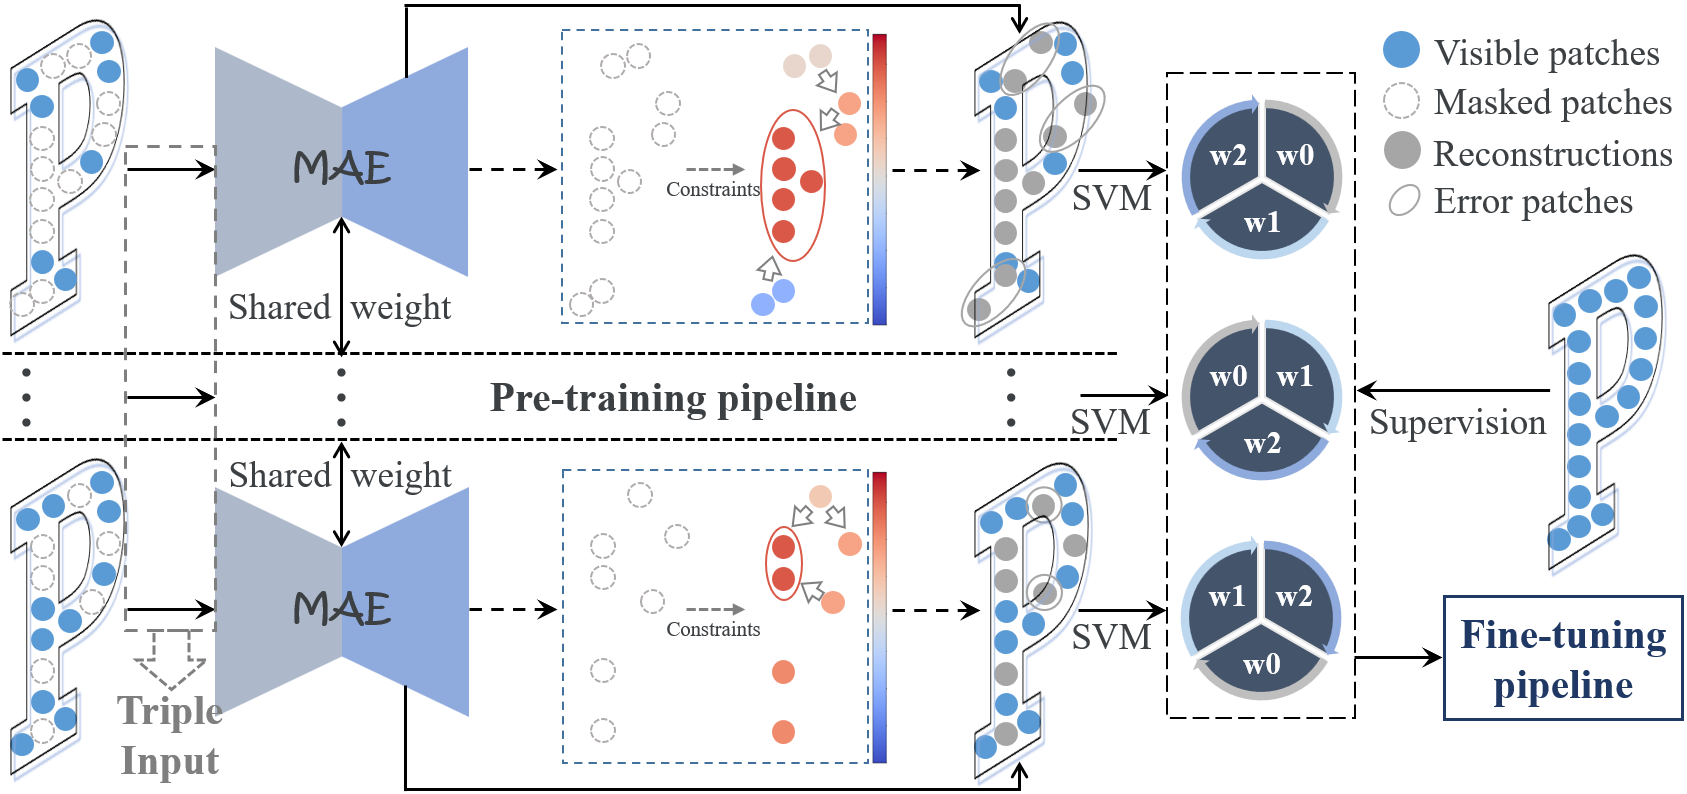 Visible patches
Masked patches
Reconstructions
Error patches
MAE
Constraints
SVM
w2 w0
w1
Shared weight
Pre-training pipeline
SVM
w0 w1
w2
Supervision
Shared weight
MAE
Constraints
SVM
w1 w2
w0
Fine-tuning
pipeline
Triple
Input